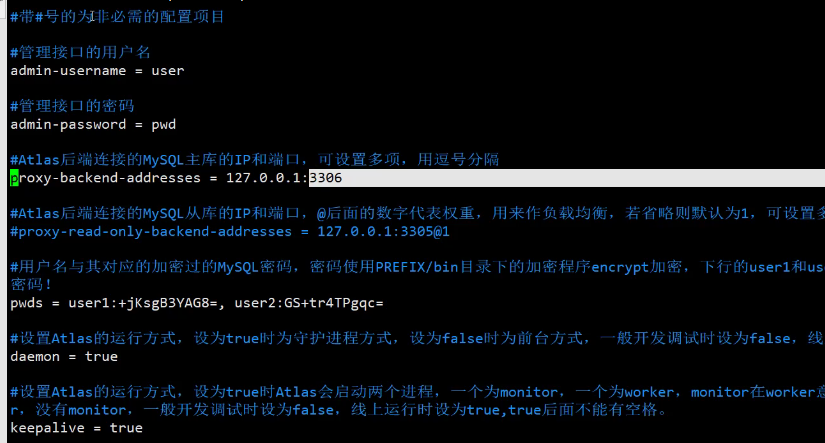 #带#号的为非必需的配置项目
#管理接口的用户名
admin-username = user
#管理接口的密码
admin-password = pwd
#Atlas后端连接的MySQL主库的IP和端口，可设置多项，用逗号分隔
proxy-backend-addresses = 127.0.0.1:3306
#Atlas后端连接的MySQL从库的IP和端口，@后面的数字代表权重，用来作负载均衡，若省略则默认为1，可设置多
#proxy-read-only-backend-addresses = 127.0.0.1:3305@1
#用户名与其对应的加密过的MySQL密码，密码使用PREFIX/bin目录下的加密程序encrypt加密，下行的user1和us
密码！
pwds = user1:+jKsgB3YAG8=, user2:GS+tr4TPgqc=
#设置Atlas的运行方式，设为true时为守护进程方式，设为false时为前台方式，一般开发调试时设为false，线
daemon = true
#设置Atlas的运行方式，设为true时Atlas会启动两个进程，一个为monitor，一个为worker，monitor在worker意
r，没有monitor，一般开发调试时设为false，线上运行时设为true,true后面不能有空格。
keepalive = true